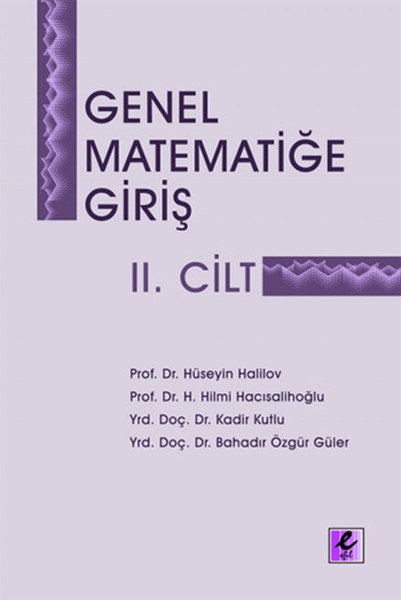 GENEL
MATEMATİĞE
GİRİŞ
II. CİLT
Prof. Dr. Hüseyin Halilov
Prof. Dr. H. Hilmi Hacısalihoğlu
Yrd. Doç. Dr. Kadir Kutlu
Yrd. Doç. Dr. Bahadır Özgür Güler
e
efil